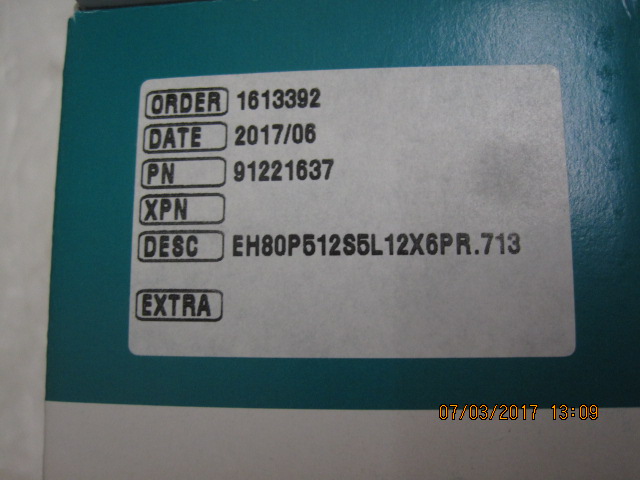 ORDER 1613392
DATE 2017/06
PN 91221637
XPN
DESC EH80P512S5L12X6PR.713
EXTRA
07/03/2017 13:09